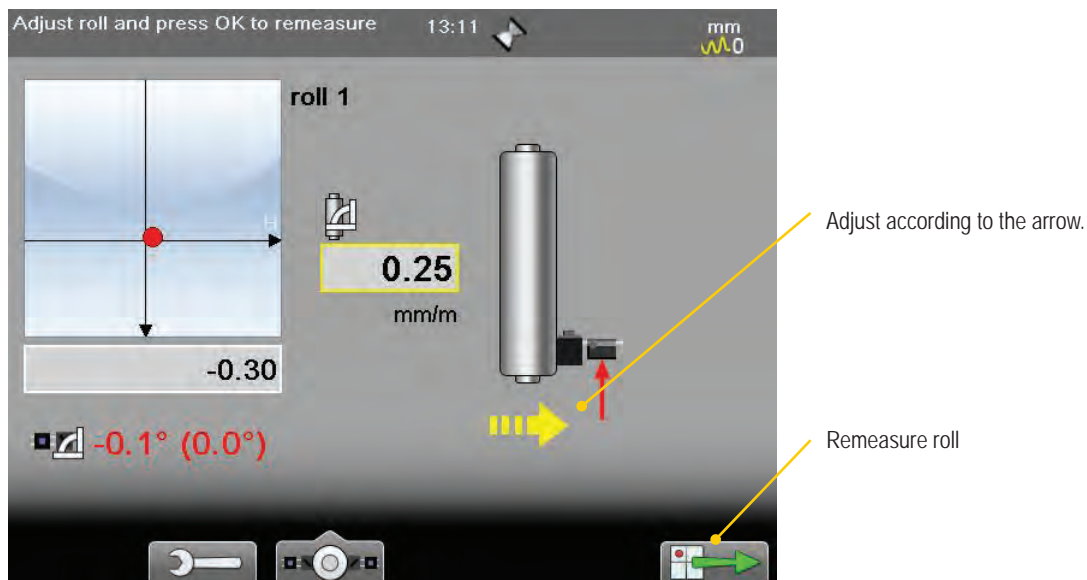 Adjust roll and press OK to remeasure
13:11
mm
0
roll 1
H
0.25
mm/m
-0.30
-0.1° (0.0°)
Adjust according to the arrow.
Remeasure roll